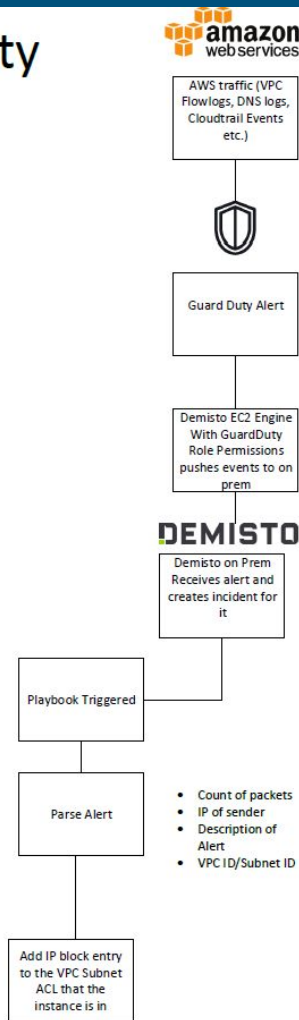 ty
amazon
web services
AWS traffic (VPC
Flowlogs, DNS logs,
Cloudtrail Events
etc.)
Guard Duty Alert
Demisto EC2 Engine
With GuardDuty
Role Permissions
pushes events to on
prem
DEMISTO
Demisto on Prem
Receives alert and
creates incident for
it
Playbook Triggered
Parse Alert
• Count of packets
• IP of sender
• Description of
Alert
• VPC ID/Subnet ID
Add IP block entry
to the VPC Subnet
ACL that the
instance is in